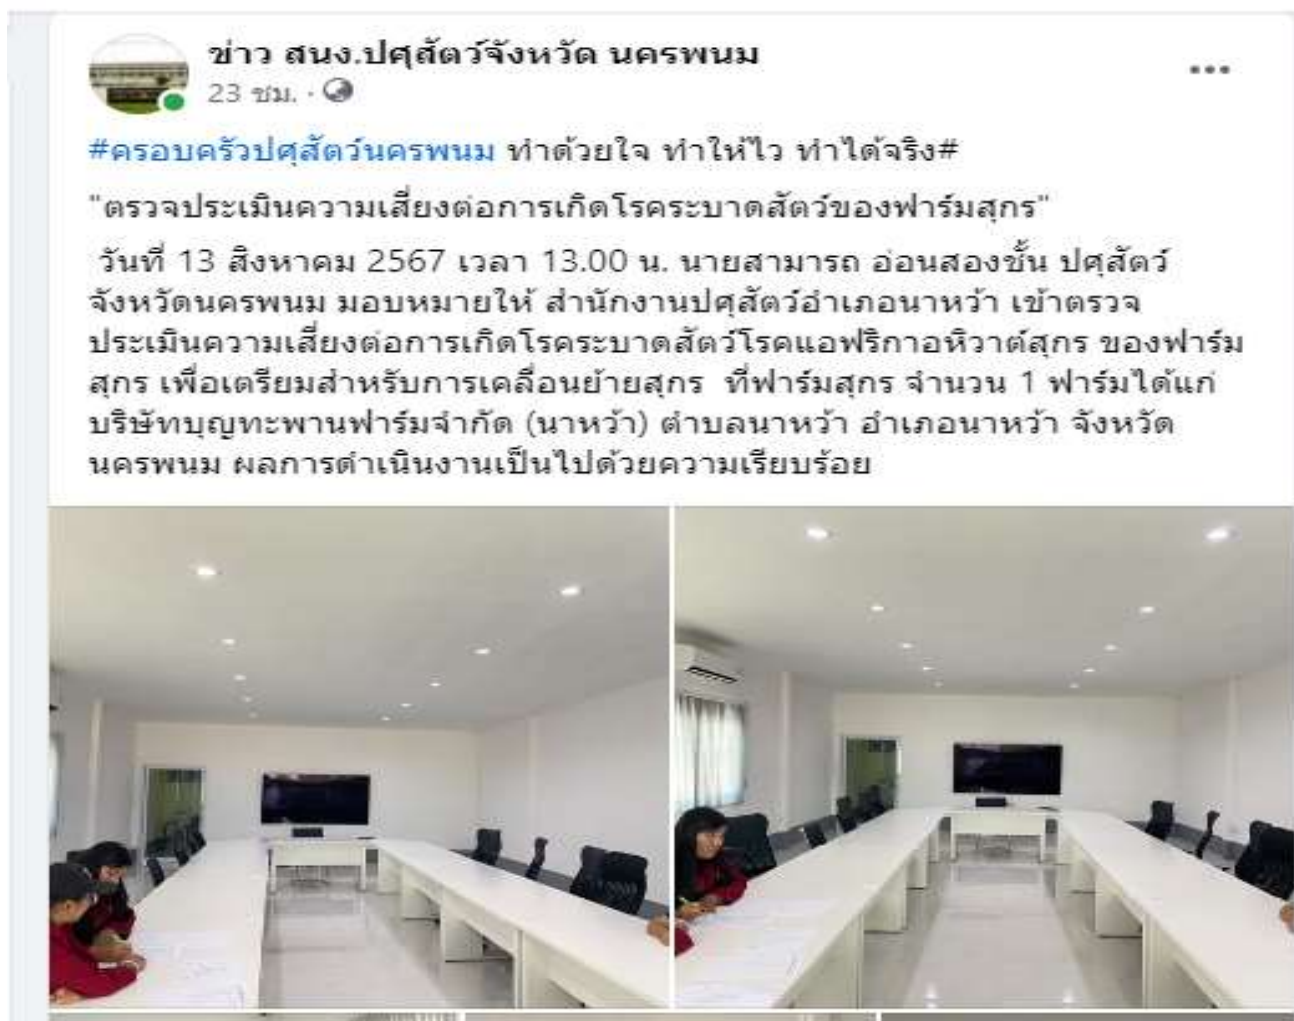 ข่าว สนง.ปศุสัตว์จังหวัด นครพนม
23 ชม. ·
#ครอบครัวปศุสัตว์นครพนม ทำด้วยใจ ทำให้ไว ทำได้จริง#
"ตรวจประเมินความเสี่ยงต่อการเกิดโรคระบาดสัตว์ของฟาร์มสุกร"
วันที่ 13 สิงหาคม 2567 เวลา 13.00 น. นายสามารถ อ่อนสองชั้น ปศุสัตว์
จังหวัดนครพนม มอบหมายให้ สำนักงานปศุสัตว์อำเภอนาหว้า เข้าตรวจ
ประเมินความเสี่ยงต่อการเกิดโรคระบาดสัตว์โรคแอฟริกาอหิวาต์สุกร ของฟาร์ม
สุกร เพื่อเตรียมสำหรับการเคลื่อนย้ายสุกร ที่ฟาร์มสุกร จำนวน 1 ฟาร์มได้แก่
บริษัทบุญทะพานฟาร์มจำกัด (นาหว้า) ตำบลนาหว้า อำเภอนาหว้า จังหวัด
นครพนม ผลการดำเนินงานเป็นไปด้วยความเรียบร้อย